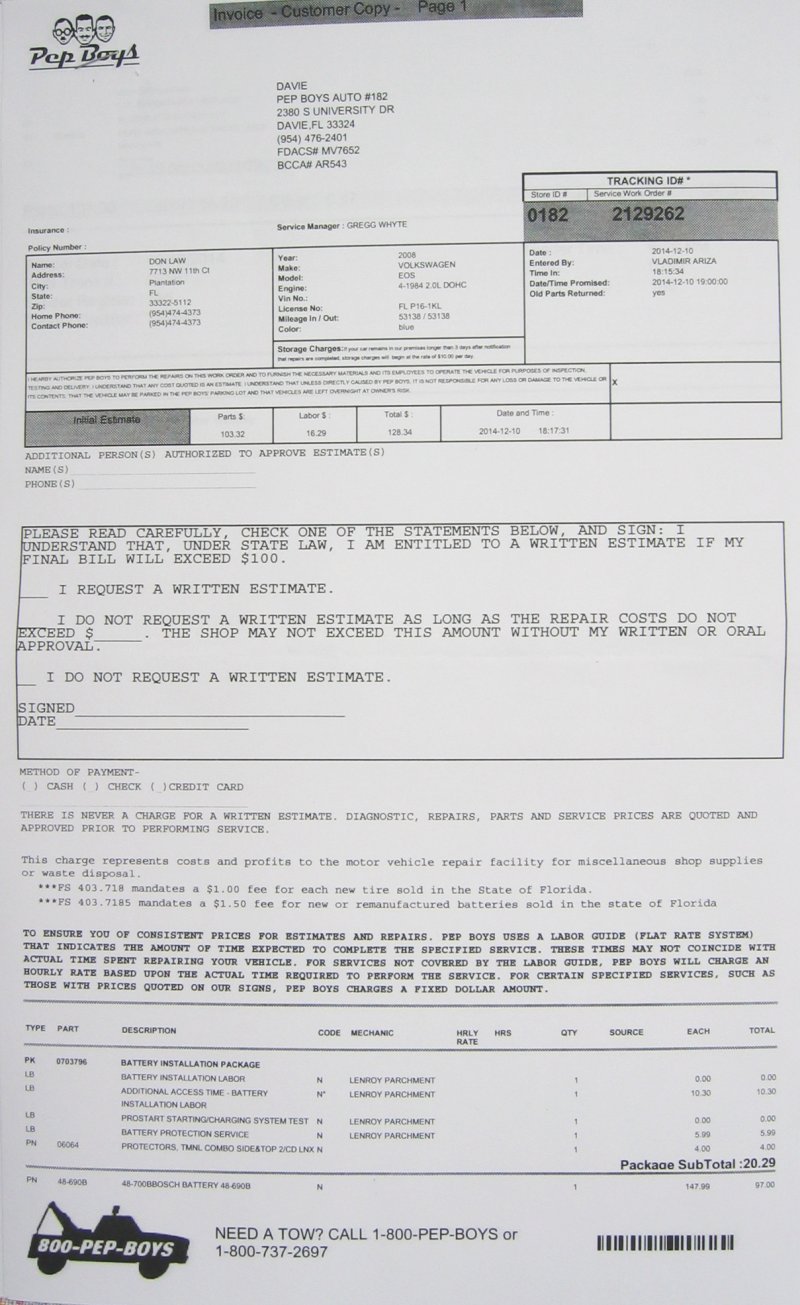 Invoice - Customer Copy - Page 1
Pep Boys
DAVIE
PEP BOYS AUTO #182
2380 S UNIVERSITY DR
DAVIE,FL 33324
(954) 476-2401
FDACS# MV7652
BCCA# AR543
TRACKING ID# *
Store ID # Service Work Order #
0182 2129262
Insurance :
Service Manager : GREGG WHYTE
Policy Number :
Name: DON LAW
Address: 7713 NW 11th Ct
City: Plantation
State: FL
Zip: 33322-5112
Home Phone: (954)474-4373
Contact Phone: (954)474-4373
Year: 2008
Make: VOLKSWAGEN
Model: EOS
Engine: 4-1984 2.0L DOHC
Vin No.:
License No: FL P16-1KL
Mileage In / Out: 53138 / 53138
Color: blue
Storage Charges: If your car remains in our premises longer than 3 days after notification
that repairs are completed, storage charges will begin at the rate of $10.00 per day.
Date : 2014-12-10
Entered By: VLADIMIR ARIZA
Time In: 18:15:34
Date/Time Promised: 2014-12-10 19:00:00
Old Parts Returned: yes
I HEARBY AUTHORIZE PEP BOYS TO PERFORM THE REPAIRS ON THIS WORK ORDER AND TO FURNISH THE NECESSARY MATERIALS AND ITS EMPLOYEES TO OPERATE THE VEHICLE FOR PURPOSES OF INSPECTION,
TESTING AND DELIVERY. I UNDERSTAND THAT ANY COST QUOTED IS AN ESTIMATE. I UNDERSTAND THAT UNLESS DIRECTLY CAUSED BY PEP BOYS, IT IS NOT REGPONSIBLE FOR ANY LOSS OR DAMAGE TO THE VEHICLE OR
ITS CONTENTS; THAT THE VEHICLE MAY BE PARKED IN THE PEP BOYS' PARKING LOT AND THAT VEHICLES ARE LEFT OVERNIGHT AT OWNER'S RISK.
X
Initial Estimate
Parts $: Labor $ : Total $ : Date and Time :
103.32 16.29 128.34 2014-12-10 18:17:31
ADDITIONAL PERSON(S) AUTHORIZED TO APPROVE ESTIMATE(S)
NAME(S)
PHONE(S)
PLEASE READ CAREFULLY, CHECK ONE OF THE STATEMENTS BELOW, AND SIGN: I
UNDERSTAND THAT, UNDER STATE LAW, I AM ENTITLED TO A WRITTEN ESTIMATE IF MY
FINAL BILL WILL EXCEED $100.
___ I REQUEST A WRITTEN ESTIMATE.
I DO NOT REQUEST A WRITTEN ESTIMATE AS LONG AS THE REPAIR COSTS DO NOT
EXCEED $_____. THE SHOP MAY NOT EXCEED THIS AMOUNT WITHOUT MY WRITTEN OR ORAL
APPROVAL.
__ I DO NOT REQUEST A WRITTEN ESTIMATE.
SIGNED____________________________
DATE____________________
METHOD OF PAYMENT-
( ) CASH ( ) CHECK ( )CREDIT CARD
THERE IS NEVER A CHARGE FOR A WRITTEN ESTIMATE. DIAGNOSTIC, REPAIRS, PARTS AND SERVICE PRICES ARE QUOTED AND
APPROVED PRIOR TO PERFORMING SERVICE.
This charge represents costs and profits to the motor vehicle repair facility for miscellaneous shop supplies
or waste disposal.
***FS 403.718 mandates a $1.00 fee for each new tire sold in the State of Florida.
***FS 403.7185 mandates a $1.50 fee for new or remanufactured batteries sold in the state of Florida
TO ENSURE YOU OF CONSISTENT PRICES FOR ESTIMATES AND REPAIRS. PEP BOYS USES A LABOR GUIDE (FLAT RATE SYSTEM)
THAT INDICATES THE AMOUNT OF TIME EXPECTED TO COMPLETE THE SPECIFIED SERVICE. THESE TIMES MAY NOT COINCIDE WITH
ACTUAL TIME SPENT REPAIRING YOUR VEHICLE. FOR SERVICES NOT COVERED BY THE LABOR GUIDE, PEP BOYS WILL CHARGE AN
HOURLY RATE BASED UPON THE ACTUAL TIME REQUIRED TO PERFORM THE SERVICE. FOR CERTAIN SPECIFIED SERVICES, SUCH AS
THOSE WITH PRICES QUOTED ON OUR SIGNS, PEP BOYS CHARGES A FIXED DOLLAR AMOUNT.
TYPE PART DESCRIPTION CODE MECHANIC HRLY RATE HRS QTY SOURCE EACH TOTAL
PK 0703796 BATTERY INSTALLATION PACKAGE
LB BATTERY INSTALLATION LABOR N LENROY PARCHMENT 1 0.00 0.00
LB ADDITIONAL ACCESS TIME - BATTERY N* LENROY PARCHMENT 1 10.30 10.30
INSTALLATION LABOR
LB PROSTART STARTING/CHARGING SYSTEM TEST N LENROY PARCHMENT 1 0.00 0.00
LB BATTERY PROTECTION SERVICE N LENROY PARCHMENT 1 5.99 5.99
PN 06064 PROTECTORS, TMNL COMBO SIDE&TOP 2/CD LNX N 1 4.00 4.00
Package SubTotal :20.29
PN 48-690B 48-700BBOSCH BATTERY 48-690B N 1 147.99 97.00
800-PEP-BOYS
NEED A TOW? CALL 1-800-PEP-BOYS or
1-800-737-2697